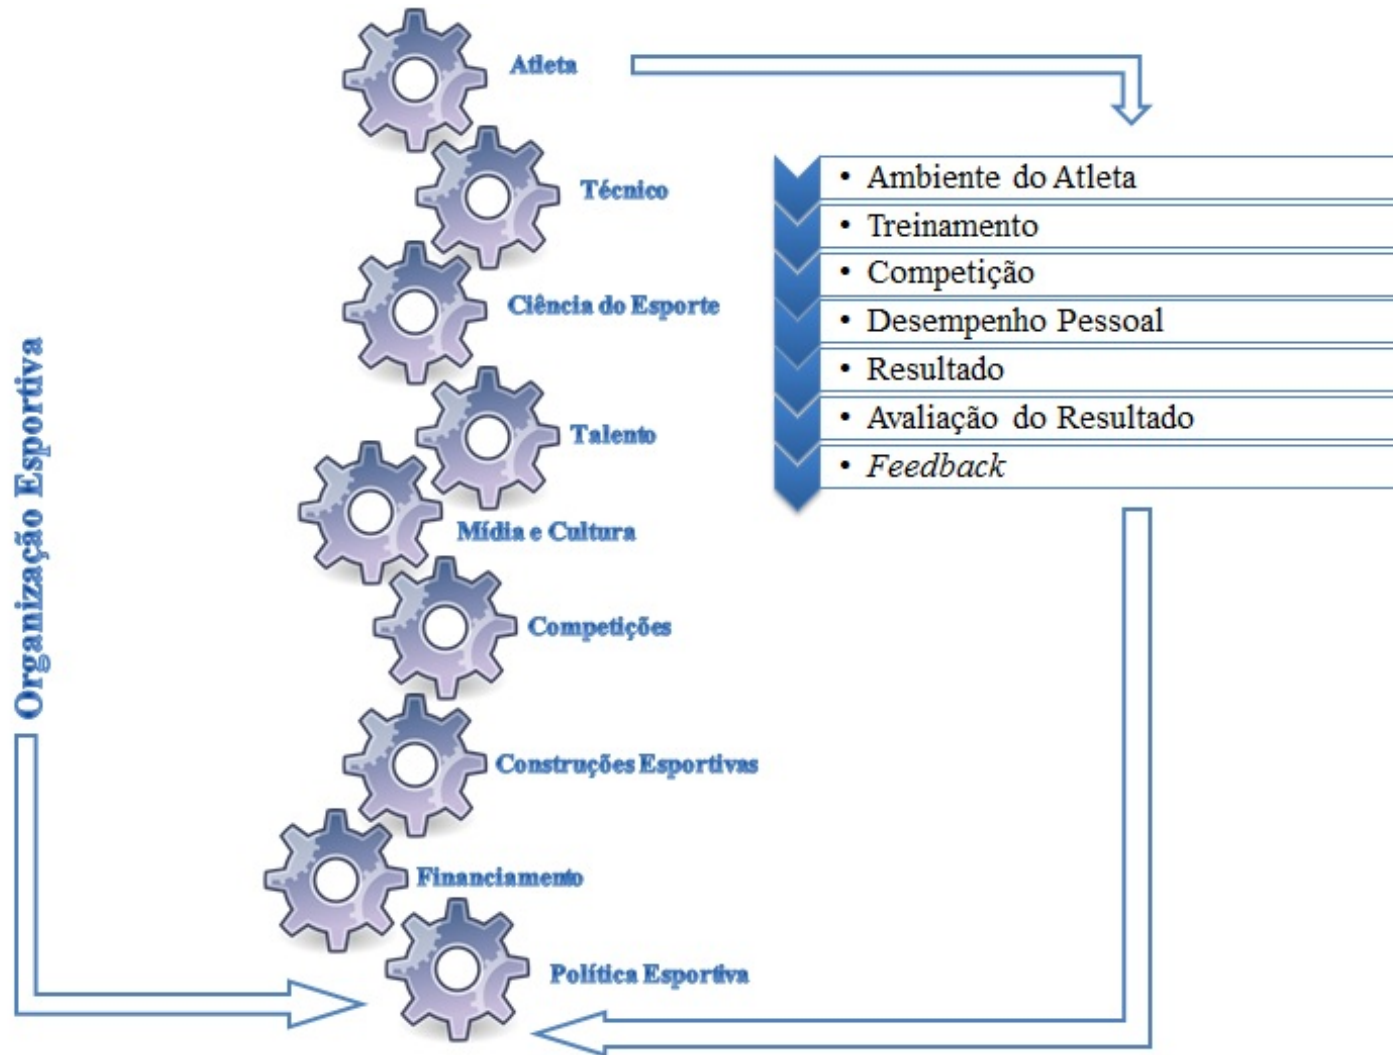 Atleta
Técnico
Ciência do Esporte
Talento
Mídia e Cultura
Competições
Construções Esportivas
Financiamento
Política Esportiva
Organização Esportiva
• Ambiente do Atleta
• Treinamento
• Competição
• Desempenho Pessoal
• Resultado
• Avaliação do Resultado
• Feedback